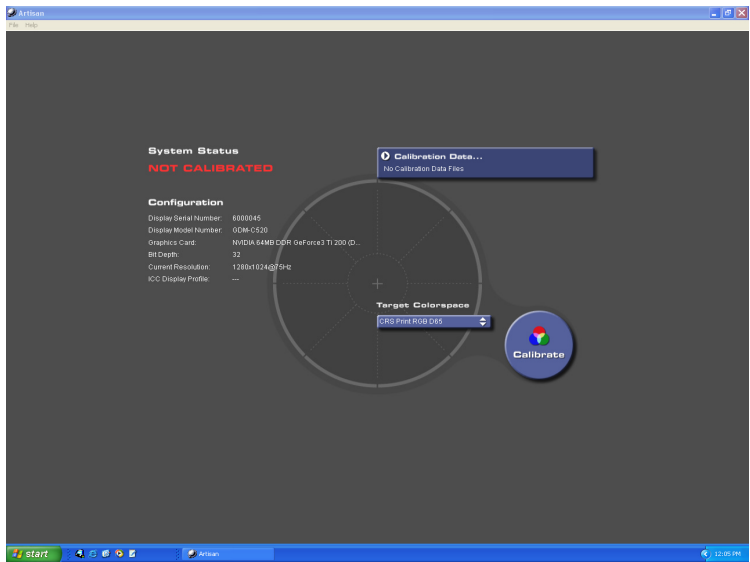 Artisan
File Help
System Status
NOT CALIBRATED
Calibration Data...
No Calibration Data Files
Configuration
Display Serial Number: 6000045
Display Model Number: GDM-C520
Graphics Card: NVIDIA 64MB DDR GeForce3 Ti 200 (D...
Bit Depth: 32
Current Resolution: 1280x1024@75Hz
ICC Display Profile: ---
Target Colorspace
CRS Print RGB D65
Calibrate
start
Artisan
12:05 PM